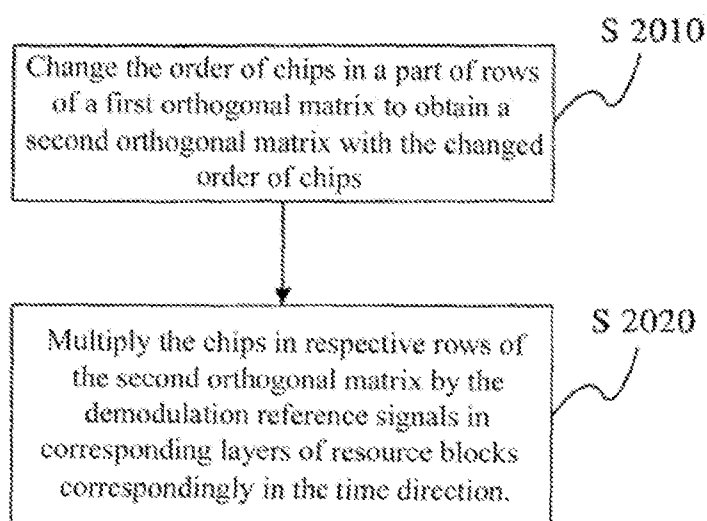 S 2010
Change the order of chips in a part of rows
of a first orthogonal matrix to obtain a
second orthogonal matrix with the changed
order of chips
S 2020
Multiply the chips in respective rows of
the second orthogonal matrix by the
demodulation reference signals in
corresponding layers of resource blocks
correspondingly in the time direction.